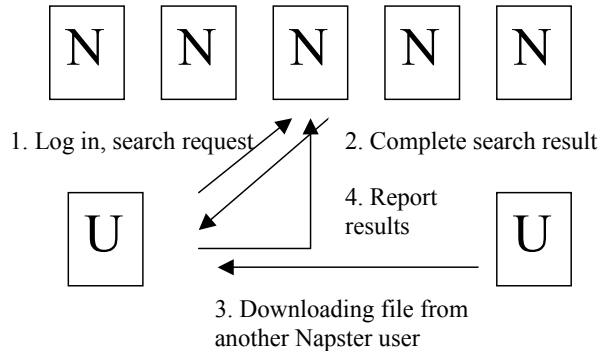 N N N N N
1. Log in, search request
2. Complete search result
4. Report
results
U
U
3. Downloading file from
another Napster user